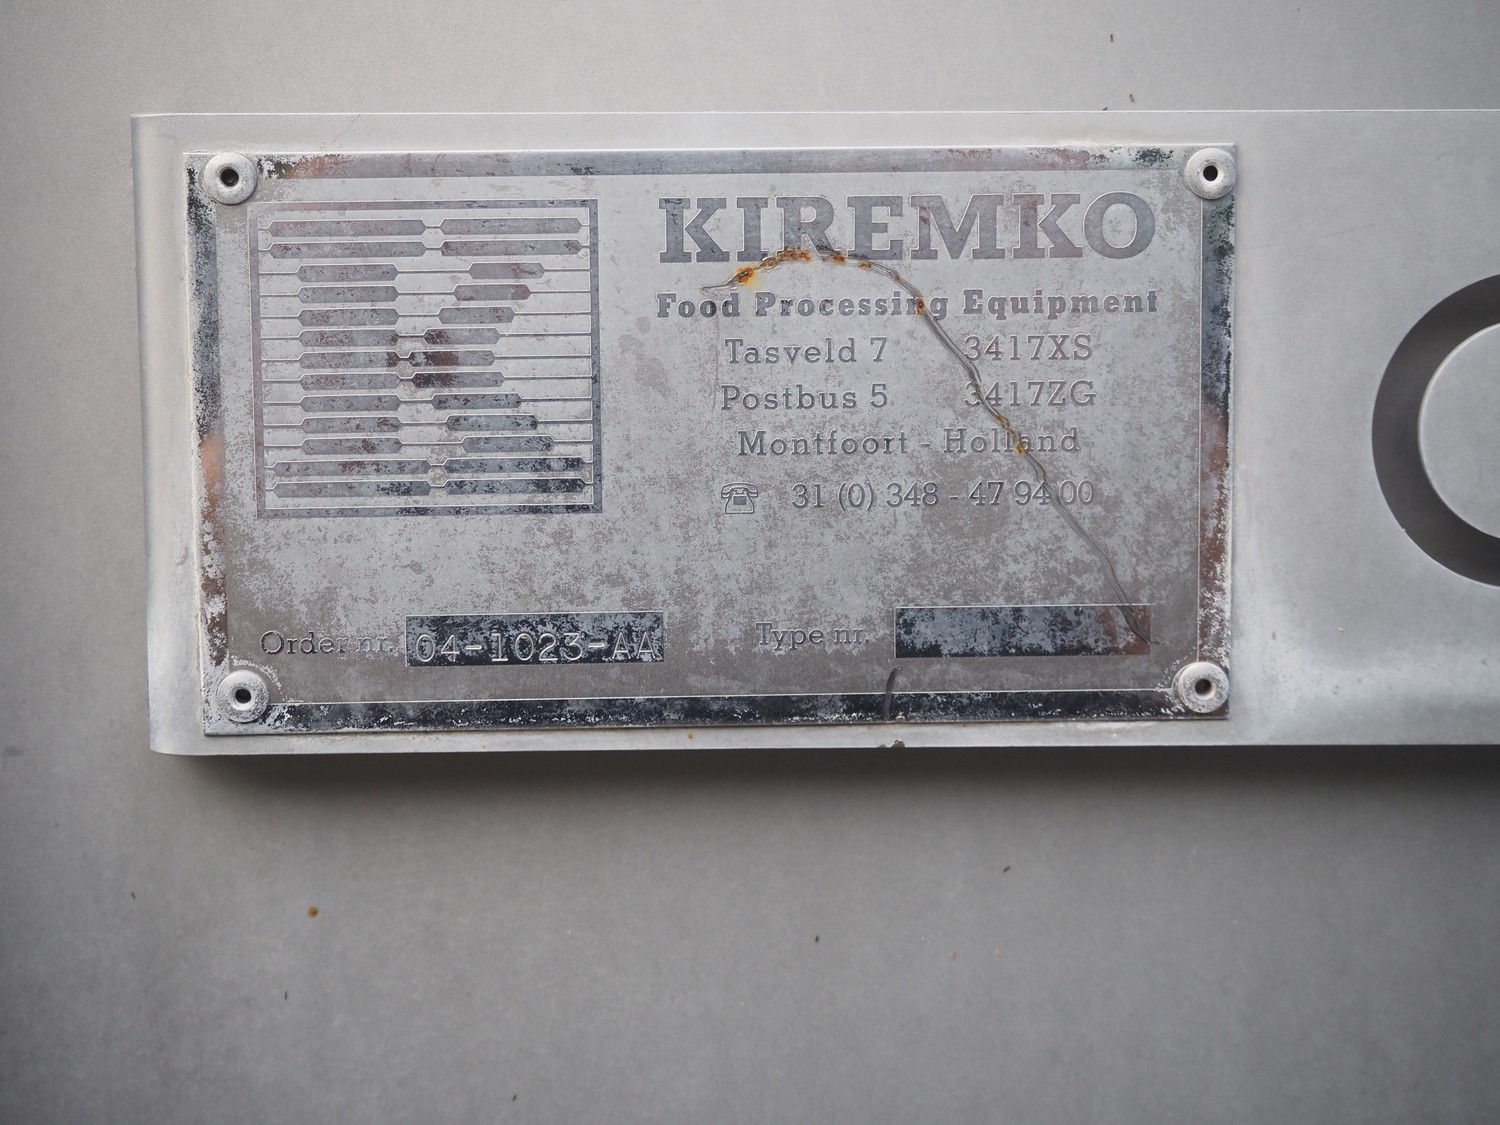 KIREMKO
Food Processing Equipment
Tasveld 7 3417XS
Postbus 5 3417ZG
Montfoort - Holland
☎ 31 (0) 348 - 47 94 00
Order nr. 04-1023-AA Type nr.